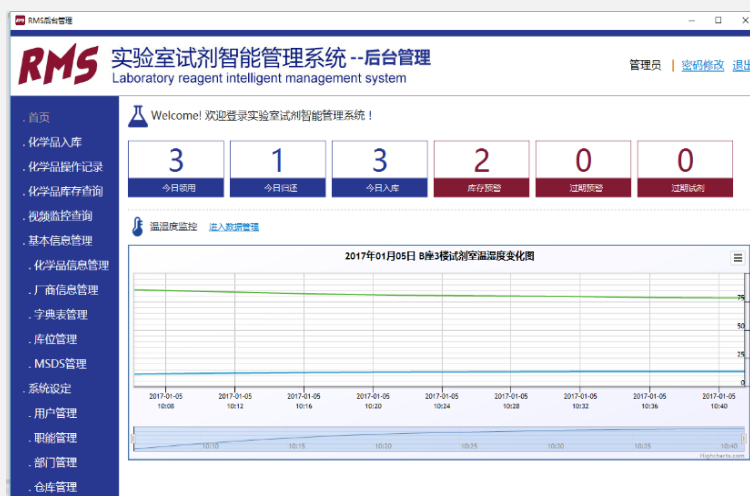 RMS后台管理
RMS 实验室试剂智能管理系统--后台管理
Laboratory reagent intelligent management system
管理员 | 密码修改 退出
. 首页
. 化学品入库
. 化学品操作记录
. 化学品库存查询
. 视频监控查询
. 基本信息管理
. 化学品信息管理
. 厂商信息管理
. 字典表管理
. 库位管理
. MSDS管理
. 系统设定
. 用户管理
. 职能管理
. 部门管理
. 仓库管理
Welcome! 欢迎登录实验室试剂智能管理系统！
3 1 3 2 0 0
今日领用 今日归还 今日入库 库存预警 过期预警 过期试剂
温湿度监控 进入数据管理
2017年01月05日 B座3楼试剂室温湿度变化图
75
50
25
0
2017-01-05 2017-01-05 2017-01-05 2017-01-05 2017-01-05 2017-01-05 2017-01-05 2017-01-05 2017-01-05
10:08 10:12 10:16 10:20 10:24 10:28 10:32 10:36 10:40
10:10 10:15 10:20 10:25 10:30 10:35 10:40
Highcharts.com